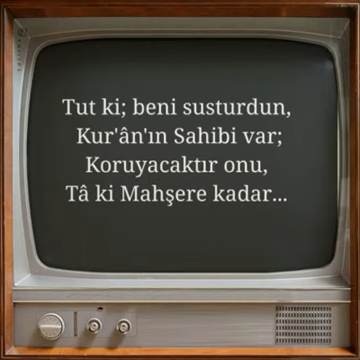 Tut ki; beni susturdun,
Kur'ân'ın Sahibi var;
Koruyacaktır onu,
Tâ ki Mahşere kadar...